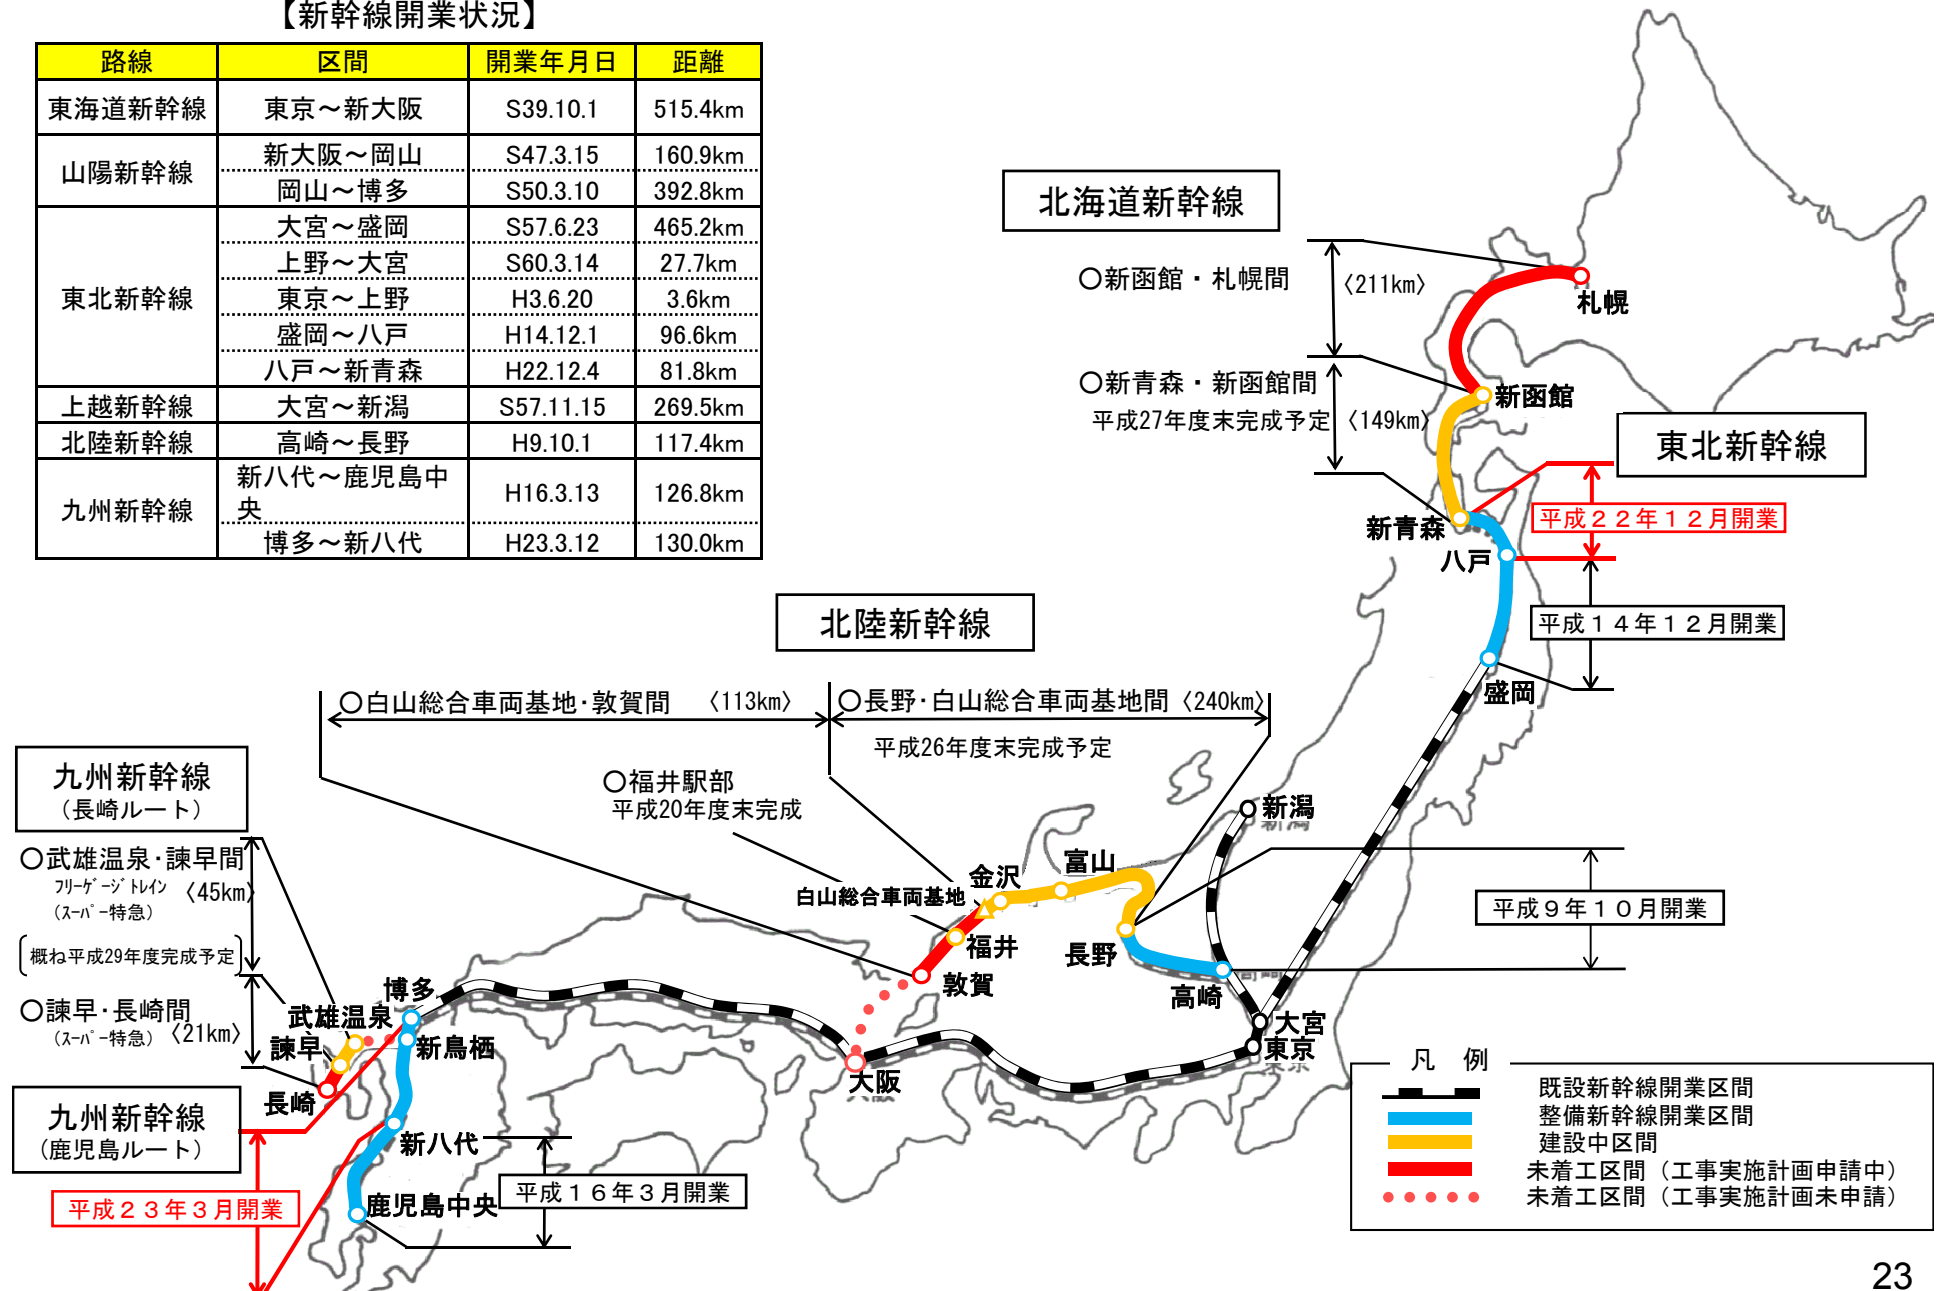 【新幹線開業状況】
路線 区間 開業年月日 距離
東海道新幹線 東京～新大阪 S39.10.1 515.4km
山陽新幹線 新大阪～岡山 S47.3.15 160.9km
岡山～博多 S50.3.10 392.8km
東北新幹線 大宮～盛岡 S57.6.23 465.2km
上野～大宮 S60.3.14 27.7km
東京～上野 H3.6.20 3.6km
盛岡～八戸 H14.12.1 96.6km
八戸～新青森 H22.12.4 81.8km
上越新幹線 大宮～新潟 S57.11.15 269.5km
北陸新幹線 高崎～長野 H9.10.1 117.4km
九州新幹線 新八代～鹿児島中
央 H16.3.13 126.8km
博多～新八代 H23.3.12 130.0km
北海道新幹線
○新函館・札幌間 〈211km〉
札幌
○新青森・新函館間
平成27年度末完成予定 〈149km〉
新函館
東北新幹線
平成２２年１２月開業
新青森
八戸
平成１４年１２月開業
盛岡
北陸新幹線
○白山総合車両基地・敦賀間 〈113km〉
○長野・白山総合車両基地間 〈240km〉
平成26年度末完成予定
○福井駅部
平成20年度末完成
新潟
富山
金沢
白山総合車両基地
福井
敦賀
長野
高崎
平成９年１０月開業
大宮
東京
大阪
九州新幹線
（長崎ルート）
○武雄温泉・諫早間
ﾌﾘｰｹﾞｰｼﾞﾄﾚｲﾝ 〈45km〉
（ｽｰﾊﾟｰ特急）
概ね平成29年度完成予定
○諫早・長崎間
（ｽｰﾊﾟｰ特急） 〈21km〉
博多
武雄温泉
諫早
新鳥栖
長崎
九州新幹線
（鹿児島ルート）
新八代
平成２３年３月開業
平成１６年３月開業
鹿児島中央
凡 例
既設新幹線開業区間
整備新幹線開業区間
建設中区間
未着工区間（工事実施計画申請中）
未着工区間（工事実施計画未申請）
23